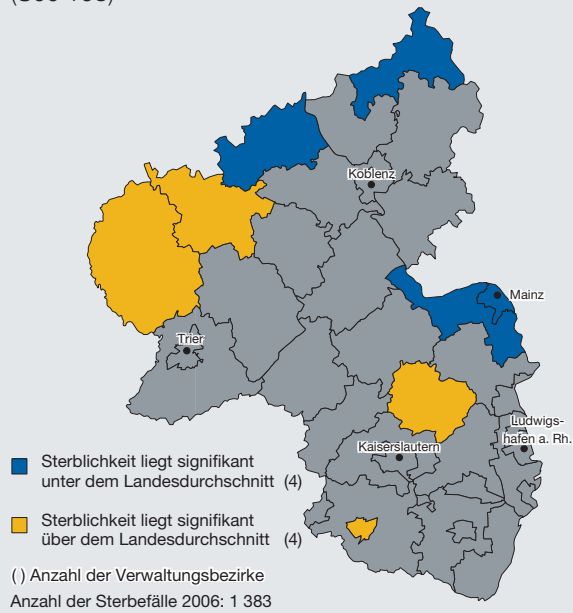 Koblenz
Mainz
Trier
Ludwigs-
hafen a. Rh.
Kaiserslautern
Sterblichkeit liegt signifikant
unter dem Landesdurchschnitt (4)
Sterblichkeit liegt signifikant
über dem Landesdurchschnitt (4)
( ) Anzahl der Verwaltungsbezirke
Anzahl der Sterbefälle 2006: 1 383